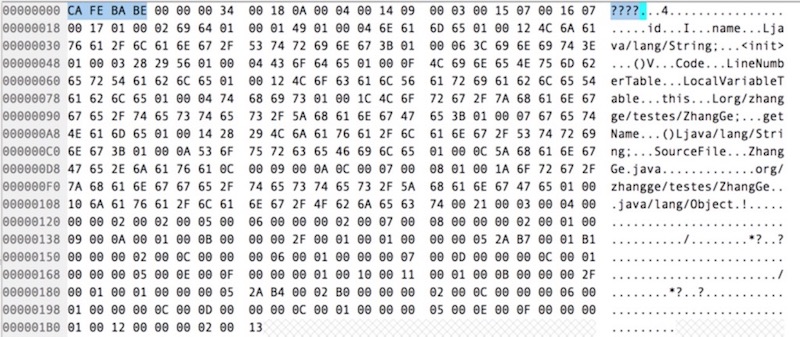 00000000 CA FE BA BE 00 00 00 34 00 18 0A 00 04 00 14 09 00 03 00 15 07 00 16 07 ????...4................
00000018 00 17 01 00 02 69 64 01 00 01 49 01 00 04 6E 61 6D 65 01 00 12 4C 6A 61 .....id...I...name...Lja
00000030 76 61 2F 6C 61 6E 67 2F 53 74 72 69 6E 67 3B 01 00 06 3C 69 6E 69 74 3E va/lang/String;...<init>
00000048 01 00 03 28 29 56 01 00 04 43 6F 64 65 01 00 0F 4C 69 6E 65 4E 75 6D 62 ...()V...Code...LineNumb
00000060 65 72 54 61 62 6C 65 01 00 12 4C 6F 63 61 6C 56 61 72 69 61 62 6C 65 54 erTable...LocalVariableT
00000078 61 62 6C 65 01 00 04 74 68 69 73 01 00 1C 4C 6F 72 67 2F 7A 68 61 6E 67 able...this...Lorg/zhang
00000090 67 65 2F 74 65 73 74 65 73 2F 5A 68 61 6E 67 47 65 3B 01 00 07 67 65 74 ge/testes/ZhangGe;...get
000000A8 4E 61 6D 65 01 00 14 28 29 4C 6A 61 76 61 2F 6C 61 6E 67 2F 53 74 72 69 Name...()Ljava/lang/Stri
000000C0 6E 67 3B 01 00 0A 53 6F 75 72 63 65 46 69 6C 65 01 00 0C 5A 68 61 6E 67 ng;...SourceFile...Zhang
000000D8 47 65 2E 6A 61 76 61 0C 00 09 00 0A 0C 00 07 00 08 01 00 1A 6F 72 67 2F Ge.java.............org/
000000F0 7A 68 61 6E 67 67 65 2F 74 65 73 74 65 73 2F 5A 68 61 6E 67 47 65 01 00 zhangge/testes/ZhangGe..
00000108 10 6A 61 76 61 2F 6C 61 6E 67 2F 4F 62 6A 65 63 74 00 21 00 03 00 04 00 .java/lang/Object.!.....
00000120 00 00 02 00 02 00 05 00 06 00 00 00 02 00 07 00 08 00 00 00 02 00 01 00 ........................
00000138 09 00 0A 00 01 00 0B 00 00 00 2F 00 01 00 01 00 00 00 05 2A B7 00 01 B1 ........../........*?..?
00000150 00 00 00 02 00 0C 00 00 00 06 00 01 00 00 00 07 00 0D 00 00 00 0C 00 01 ........................
00000168 00 00 00 05 00 0E 00 0F 00 00 00 01 00 10 00 11 00 01 00 0B 00 00 00 2F ......................./
00000180 00 01 00 01 00 00 00 05 2A B4 00 02 B0 00 00 00 02 00 0C 00 00 00 06 00 ........*?..?...........
00000198 01 00 00 00 0C 00 0D 00 00 00 0C 00 01 00 00 00 05 00 0E 00 0F 00 00 00 ........................
000001B0 01 00 12 00 00 00 02 00 13 .........